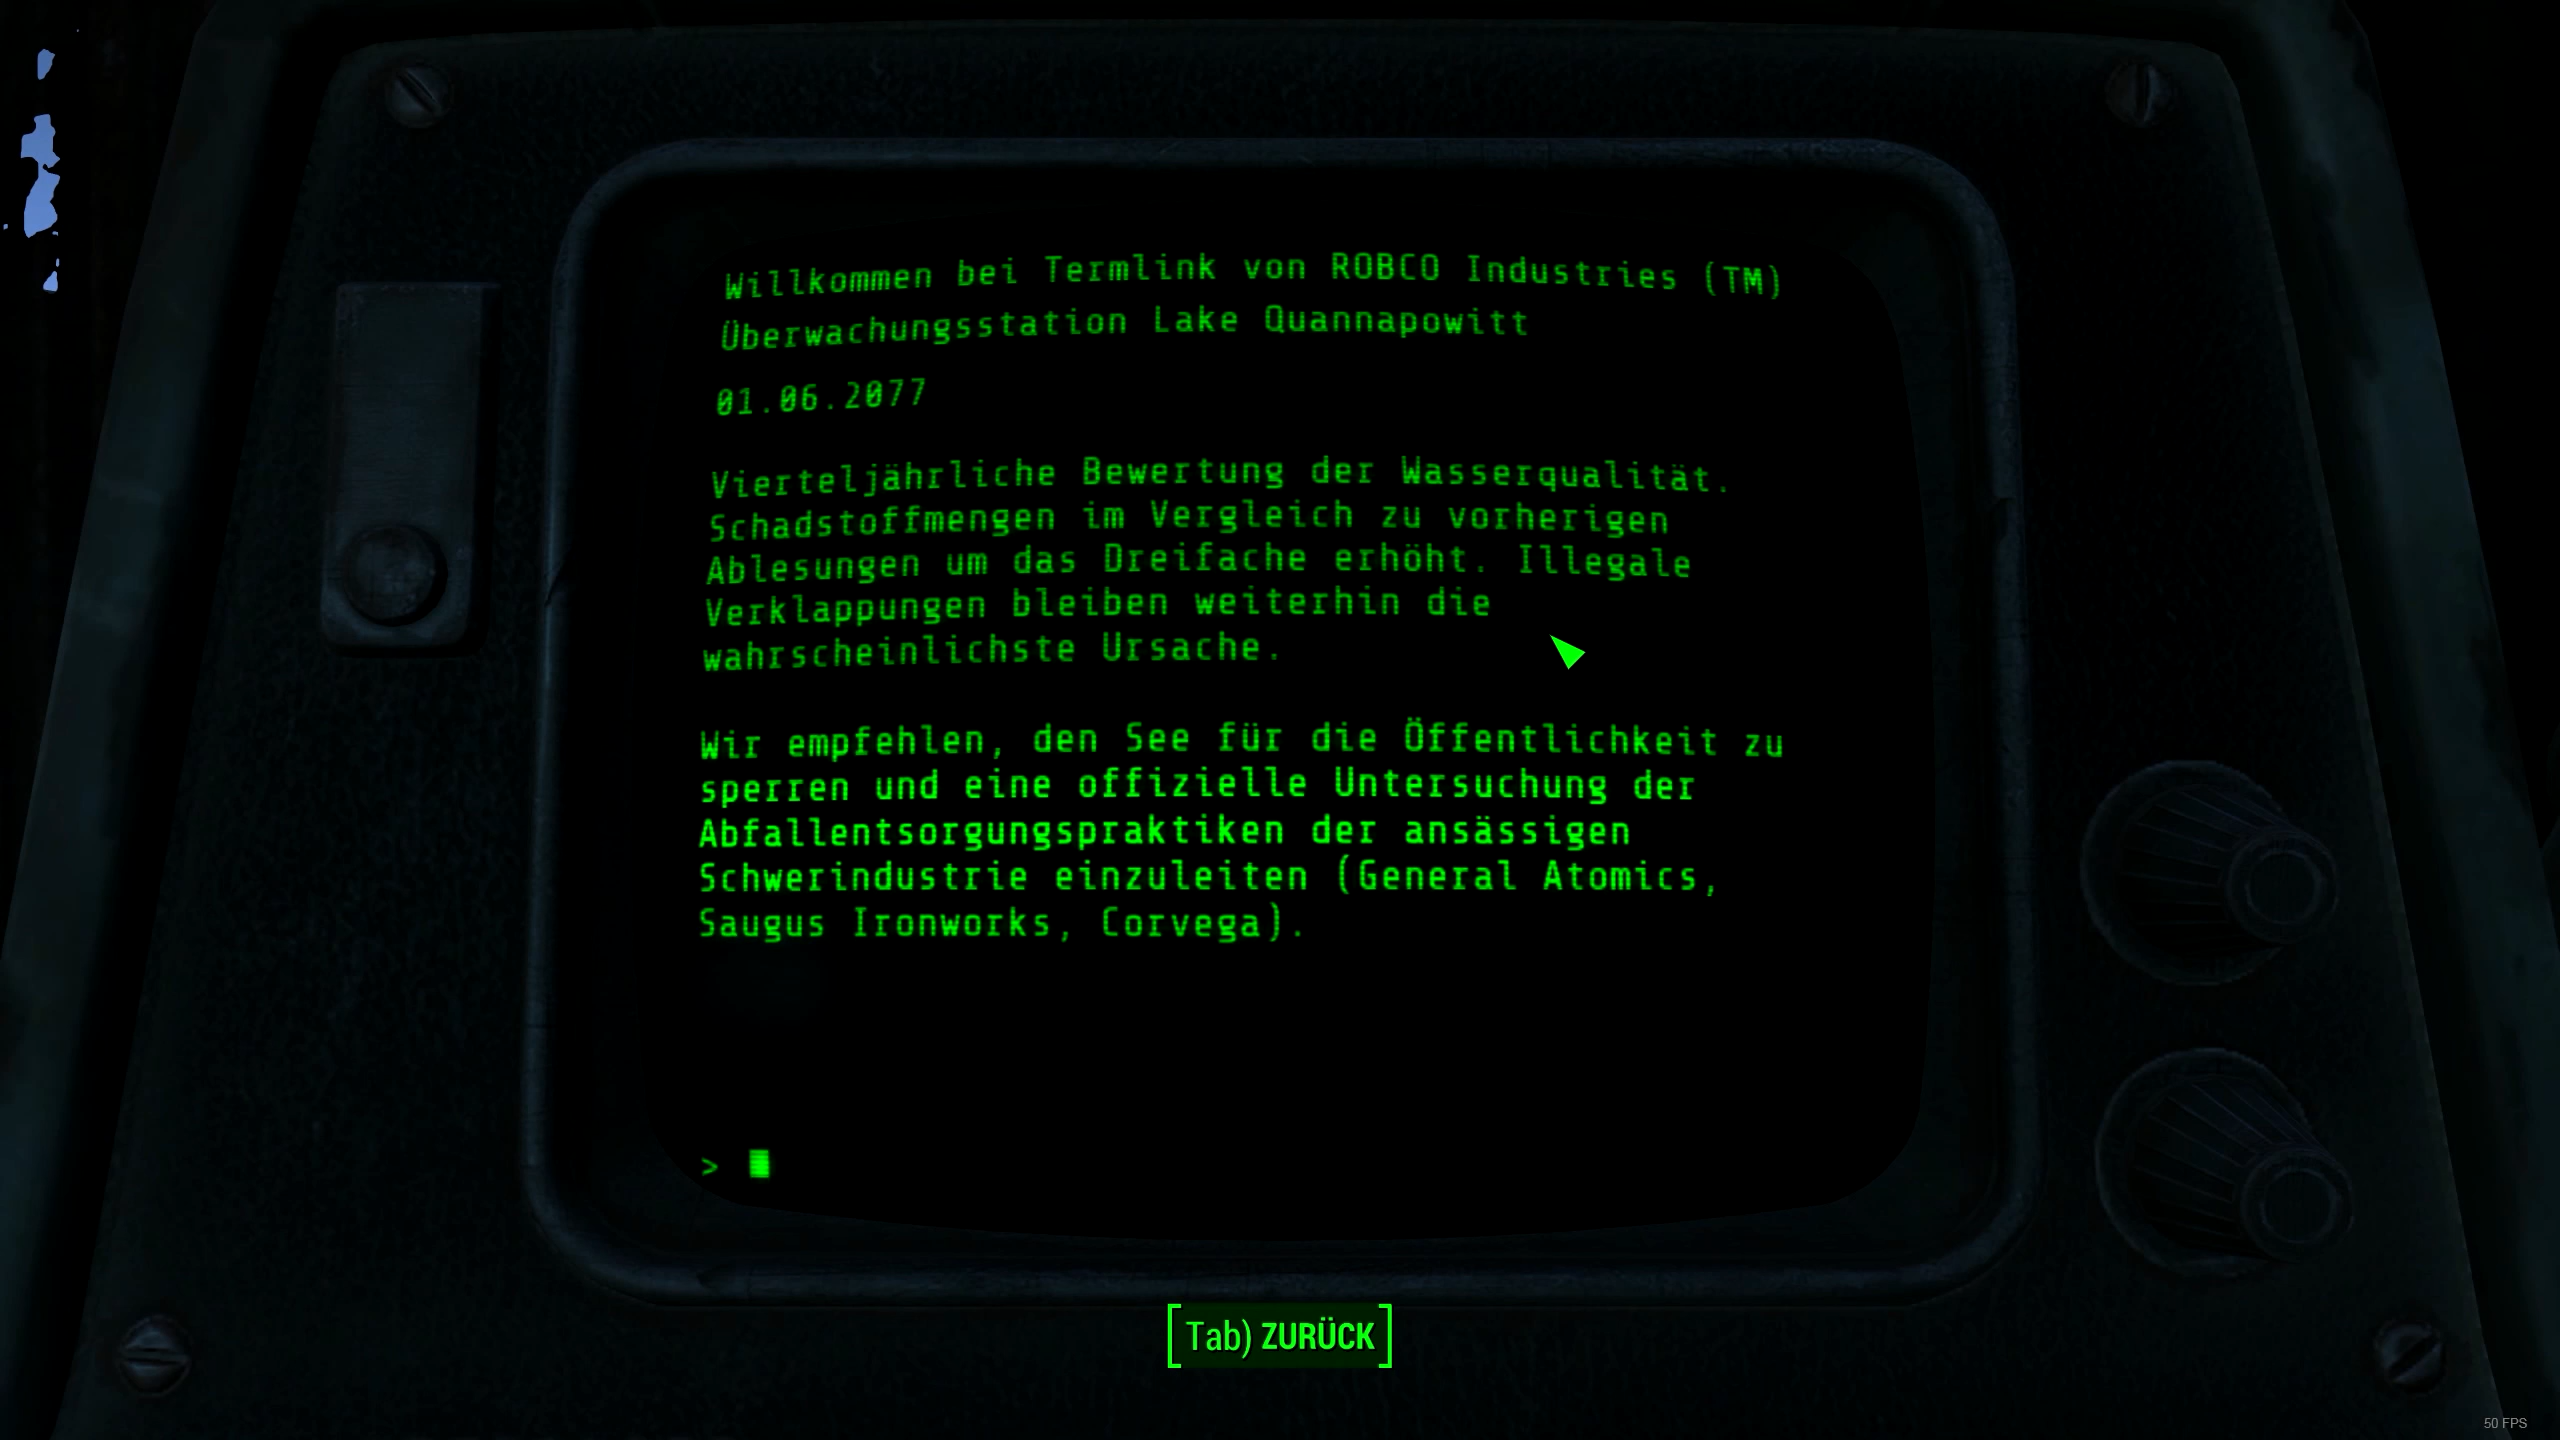 Willkommen bei Termlink von ROBCO Industries (TM)
Überwachungsstation Lake Quannapowitt
01.06.2077
Vierteljährliche Bewertung der Wasserqualität.
Schadstoffmengen im Vergleich zu vorherigen
Ablesungen um das Dreifache erhöht. Illegale
Verklappungen bleiben weiterhin die
wahrscheinlichste Ursache.
Wir empfehlen, den See für die Öffentlichkeit zu
sperren und eine offizielle Untersuchung der
Abfallentsorgungspraktiken der ansässigen
Schwerindustrie einzuleiten (General Atomics,
Saugus Ironworks, Corvega).
>
[Tab) ZURÜCK]
50 FPS